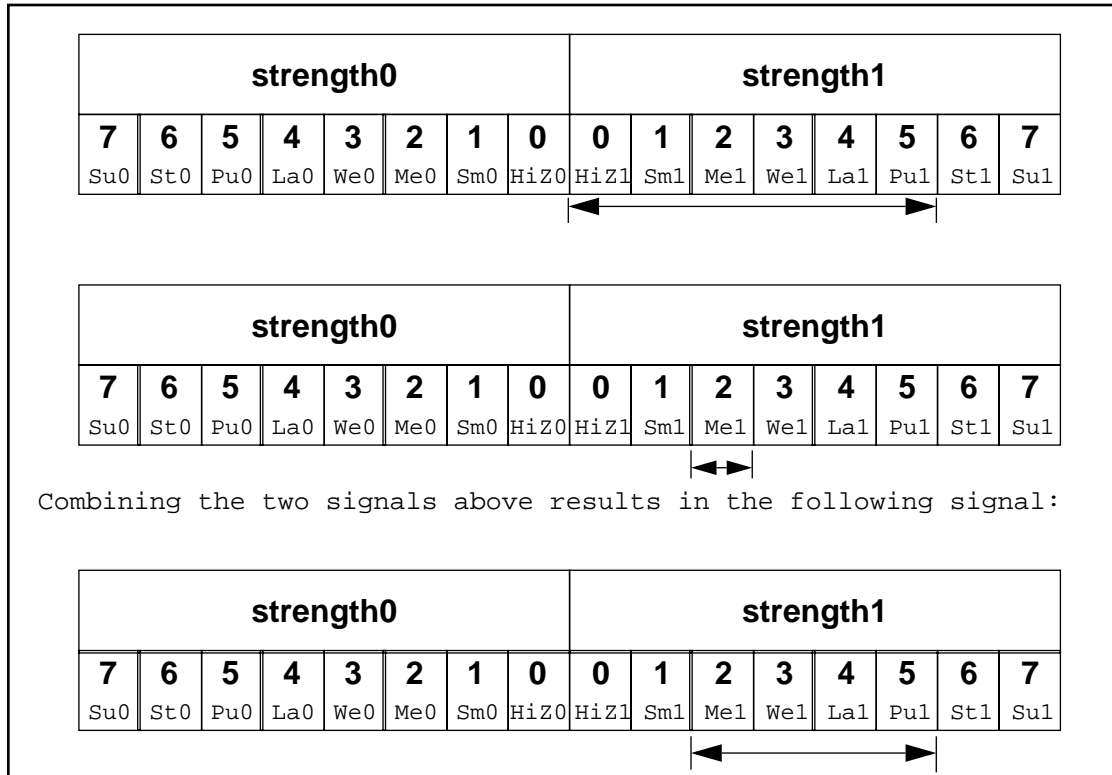 strength0 strength1
7 6 5 4 3 2 1 0 0 1 2 3 4 5 6 7
Su0 St0 Pu0 La0 We0 Me0 Sm0 HiZ0 HiZ1 Sm1 Me1 We1 La1 Pu1 St1 Su1
strength0 strength1
7 6 5 4 3 2 1 0 0 1 2 3 4 5 6 7
Su0 St0 Pu0 La0 We0 Me0 Sm0 HiZ0 HiZ1 Sm1 Me1 We1 La1 Pu1 St1 Su1
Combining the two signals above results in the following signal:
strength0 strength1
7 6 5 4 3 2 1 0 0 1 2 3 4 5 6 7
Su0 St0 Pu0 La0 We0 Me0 Sm0 HiZ0 HiZ1 Sm1 Me1 We1 La1 Pu1 St1 Su1